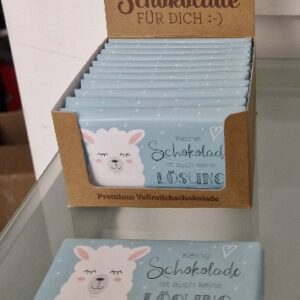 Schokolade
FÜR DICH :-)
Keine
Schokolade
ist auch keine
LÖSUNG
Premium Vollmilchschokolade
Keine
Schokolade
ist auch keine
LÖSUNG